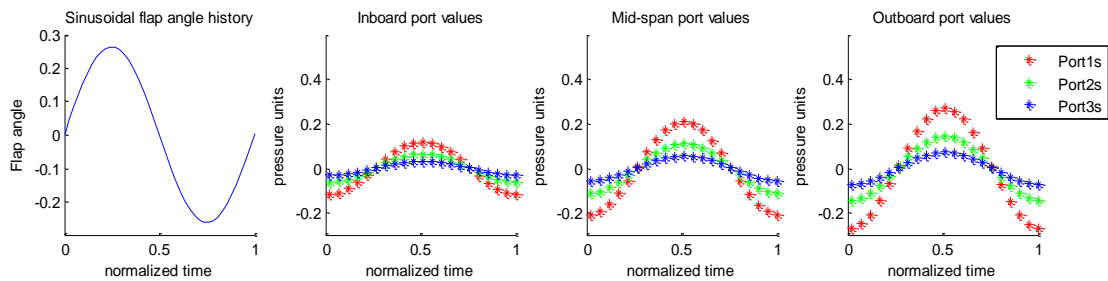 Sinusoidal flap angle history
0.3
0.2
0.1
0
-0.1
-0.2
Flap angle
0
0.5
1
normalized time
Inboard port values
0.4
0.2
0
-0.2
pressure units
0
0.5
1
normalized time
Mid-span port values
0.4
0.2
0
-0.2
pressure units
0
0.5
1
normalized time
Outboard port values
0.4
0.2
0
-0.2
pressure units
0
0.5
1
normalized time
Port1s
Port2s
Port3s